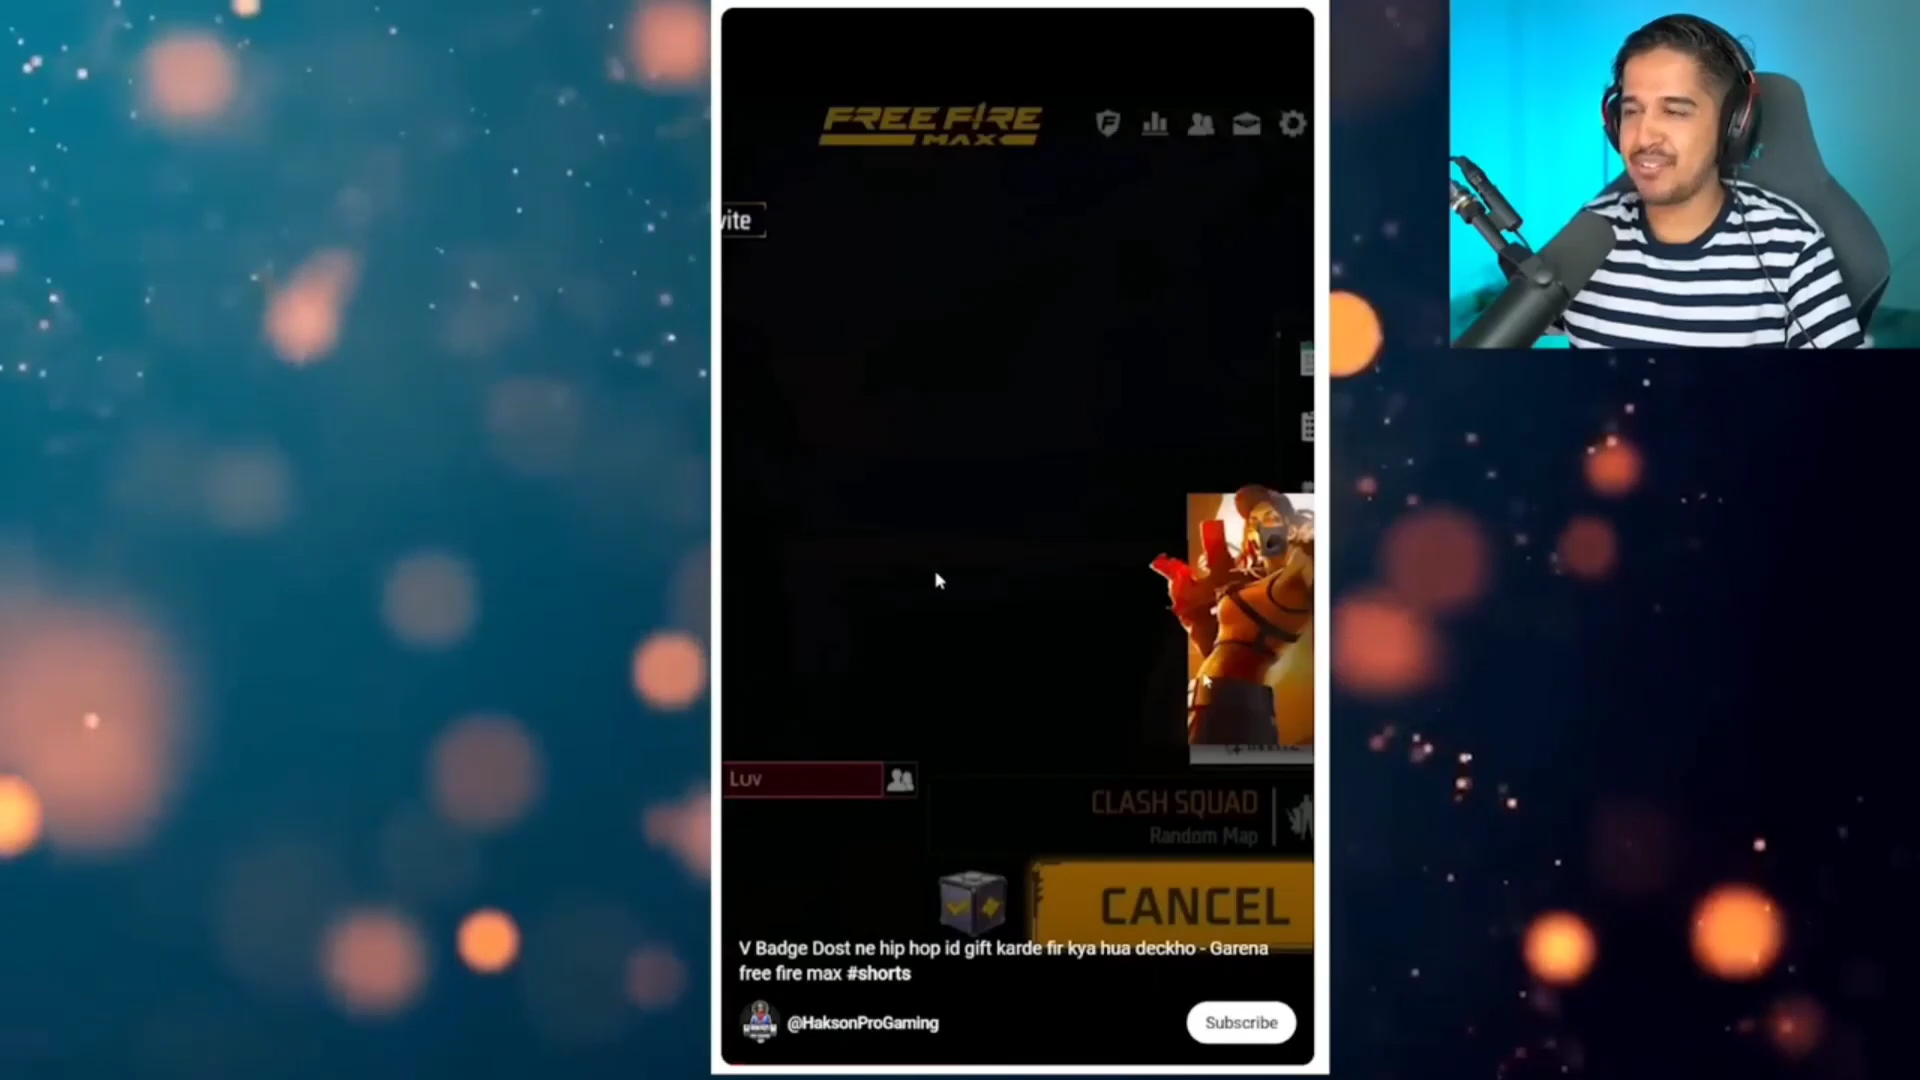 FREE FIRE
MAX
vite
Luv
CLASH SQUAD
Random Map
CANCEL
V Badge Dost ne hip hop id gift karde fir kya hua deckho - Garena
free fire max #shorts
@HaksonProGaming
Subscribe